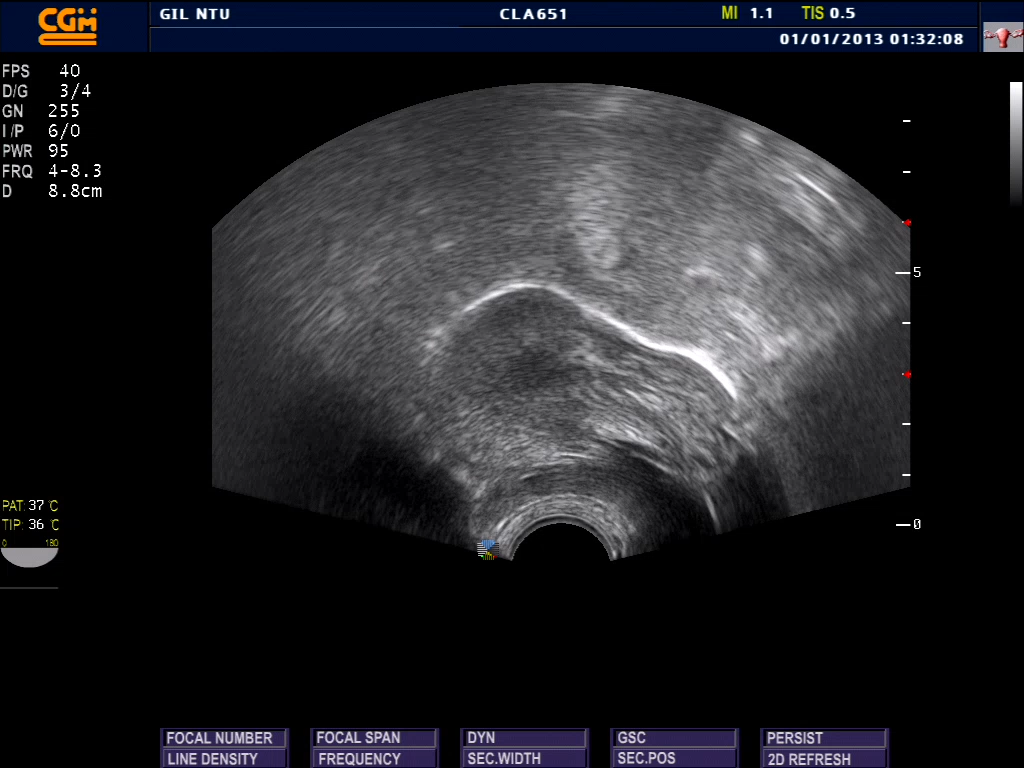 CGM
GIL NTU CLA651 MI 1.1 TIS 0.5
01/01/2013 01:32:08
FPS 40
D/G 3/4
GN 255
I/P 6/0
PWR 95
FRQ 4-8.3
D 8.8cm
5
PAT: 37 °C
TIP: 36 °C
0 180
0
FOCAL NUMBER FOCAL SPAN DYN GSC PERSIST
LINE DENSITY FREQUENCY SEC.WIDTH SEC.POS 2D REFRESH